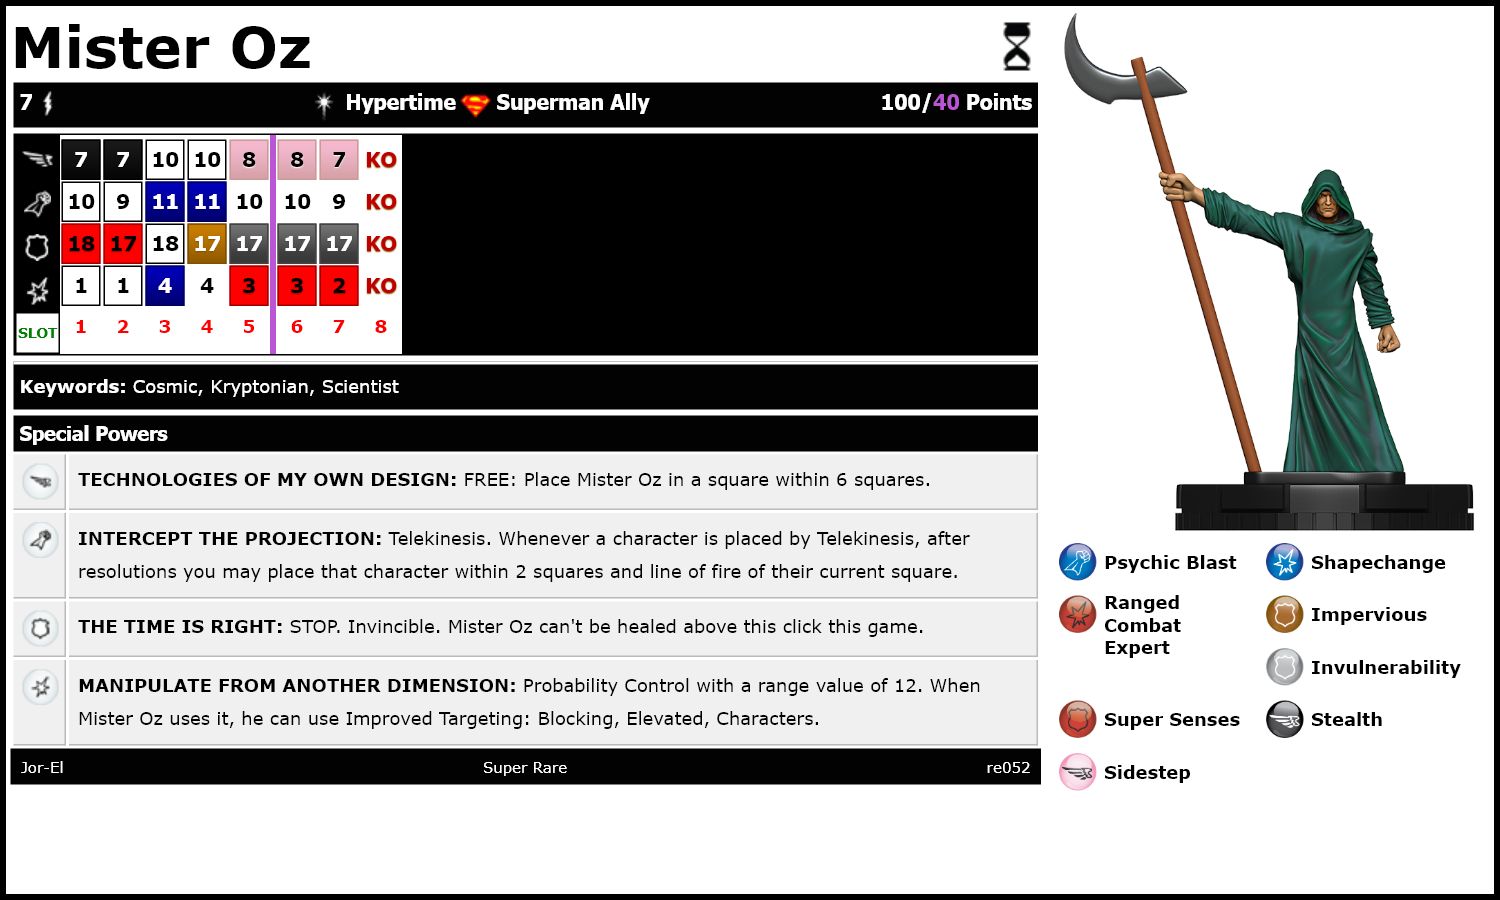 Mister Oz
7 Hypertime Superman Ally 100/40 Points
7 7 10 10 8 8 7 KO
10 9 11 11 10 10 9 KO
18 17 18 17 17 17 17 KO
1 1 4 4 3 3 2 KO
SLOT 1 2 3 4 5 6 7 8
Keywords: Cosmic, Kryptonian, Scientist
Special Powers
TECHNOLOGIES OF MY OWN DESIGN: FREE: Place Mister Oz in a square within 6 squares.
INTERCEPT THE PROJECTION: Telekinesis. Whenever a character is placed by Telekinesis, after
resolutions you may place that character within 2 squares and line of fire of their current square.
THE TIME IS RIGHT: STOP. Invincible. Mister Oz can't be healed above this click this game.
MANIPULATE FROM ANOTHER DIMENSION: Probability Control with a range value of 12. When
Mister Oz uses it, he can use Improved Targeting: Blocking, Elevated, Characters.
Jor-El Super Rare re052
Psychic Blast Shapechange
Ranged
Combat
Expert
Impervious
Invulnerability
Super Senses Stealth
Sidestep